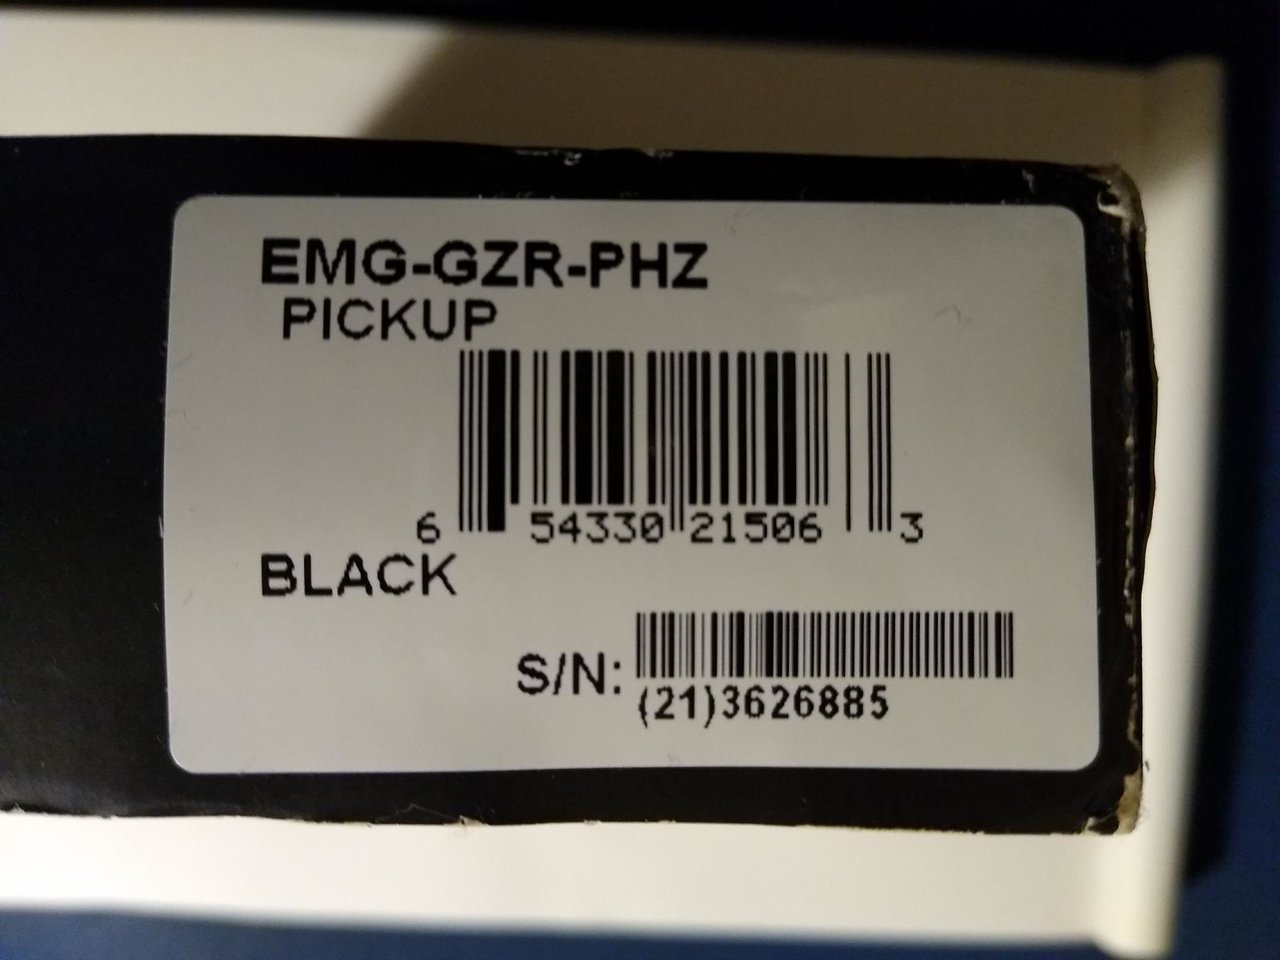 EMG-GZR-PHZ
PICKUP
6 54330 21506 3
BLACK
S/N:
(21)3626885